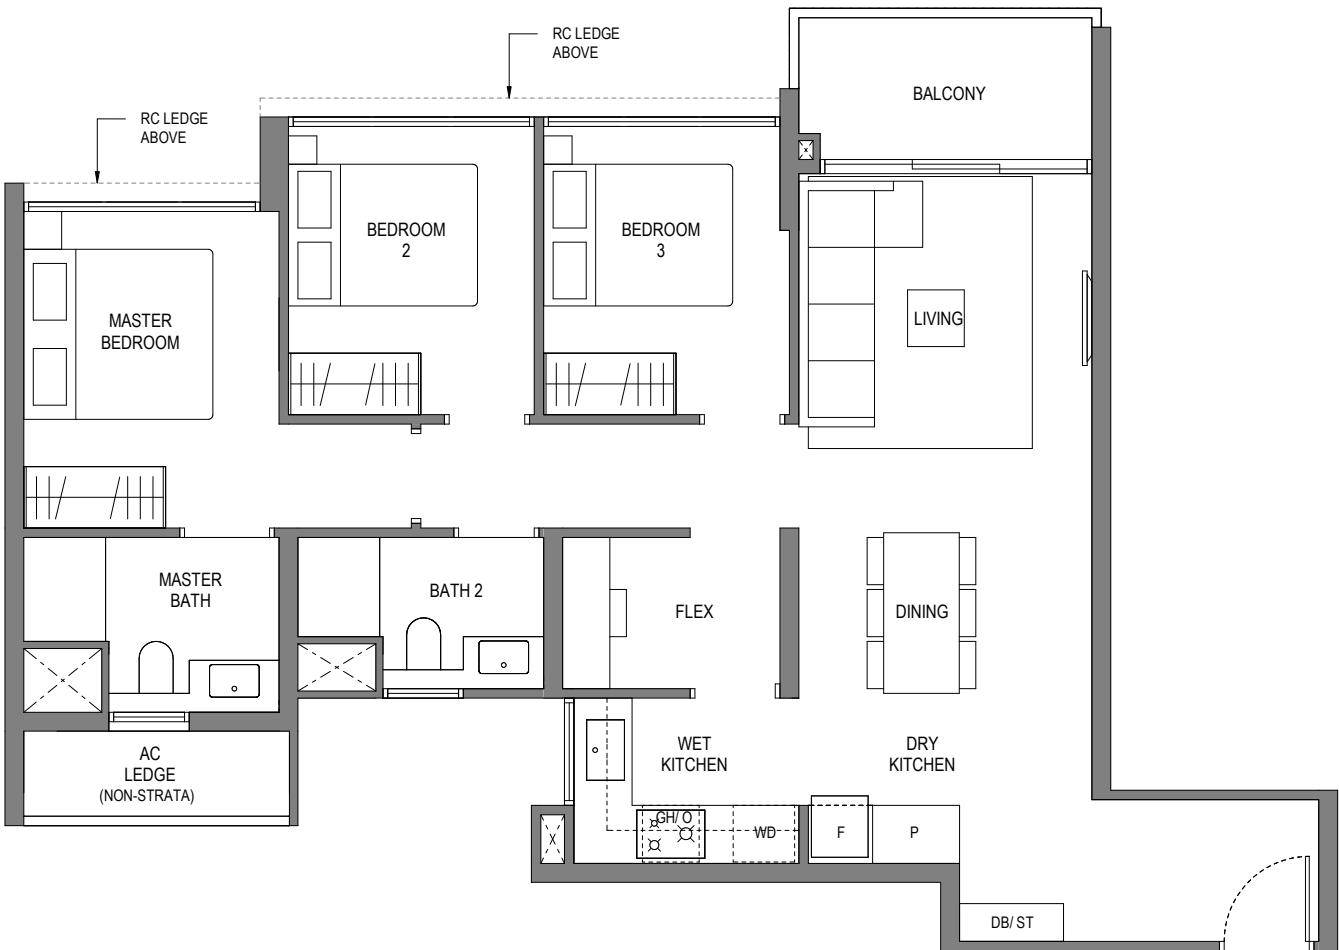 RC LEDGE
ABOVE
BALCONY
RC LEDGE
ABOVE
BEDROOM
2
BEDROOM
3
MASTER
BEDROOM
LIVING
MASTER
BATH
BATH 2
FLEX
DINING
AC
LEDGE
(NON-STRATA)
WET
KITCHEN
DRY
KITCHEN
GH/ O
WD
F
P
DB/ ST